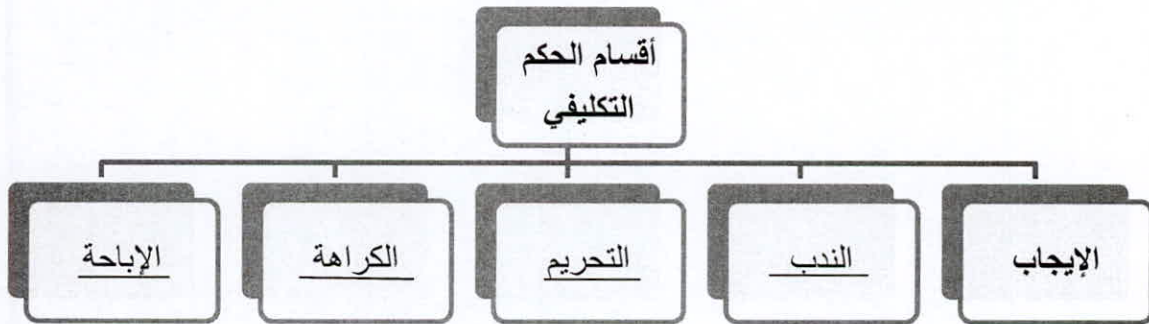 أقسام الحكم
التكليفي
الإيجاب
الندب
التحريم
الكراهة
الإباحة